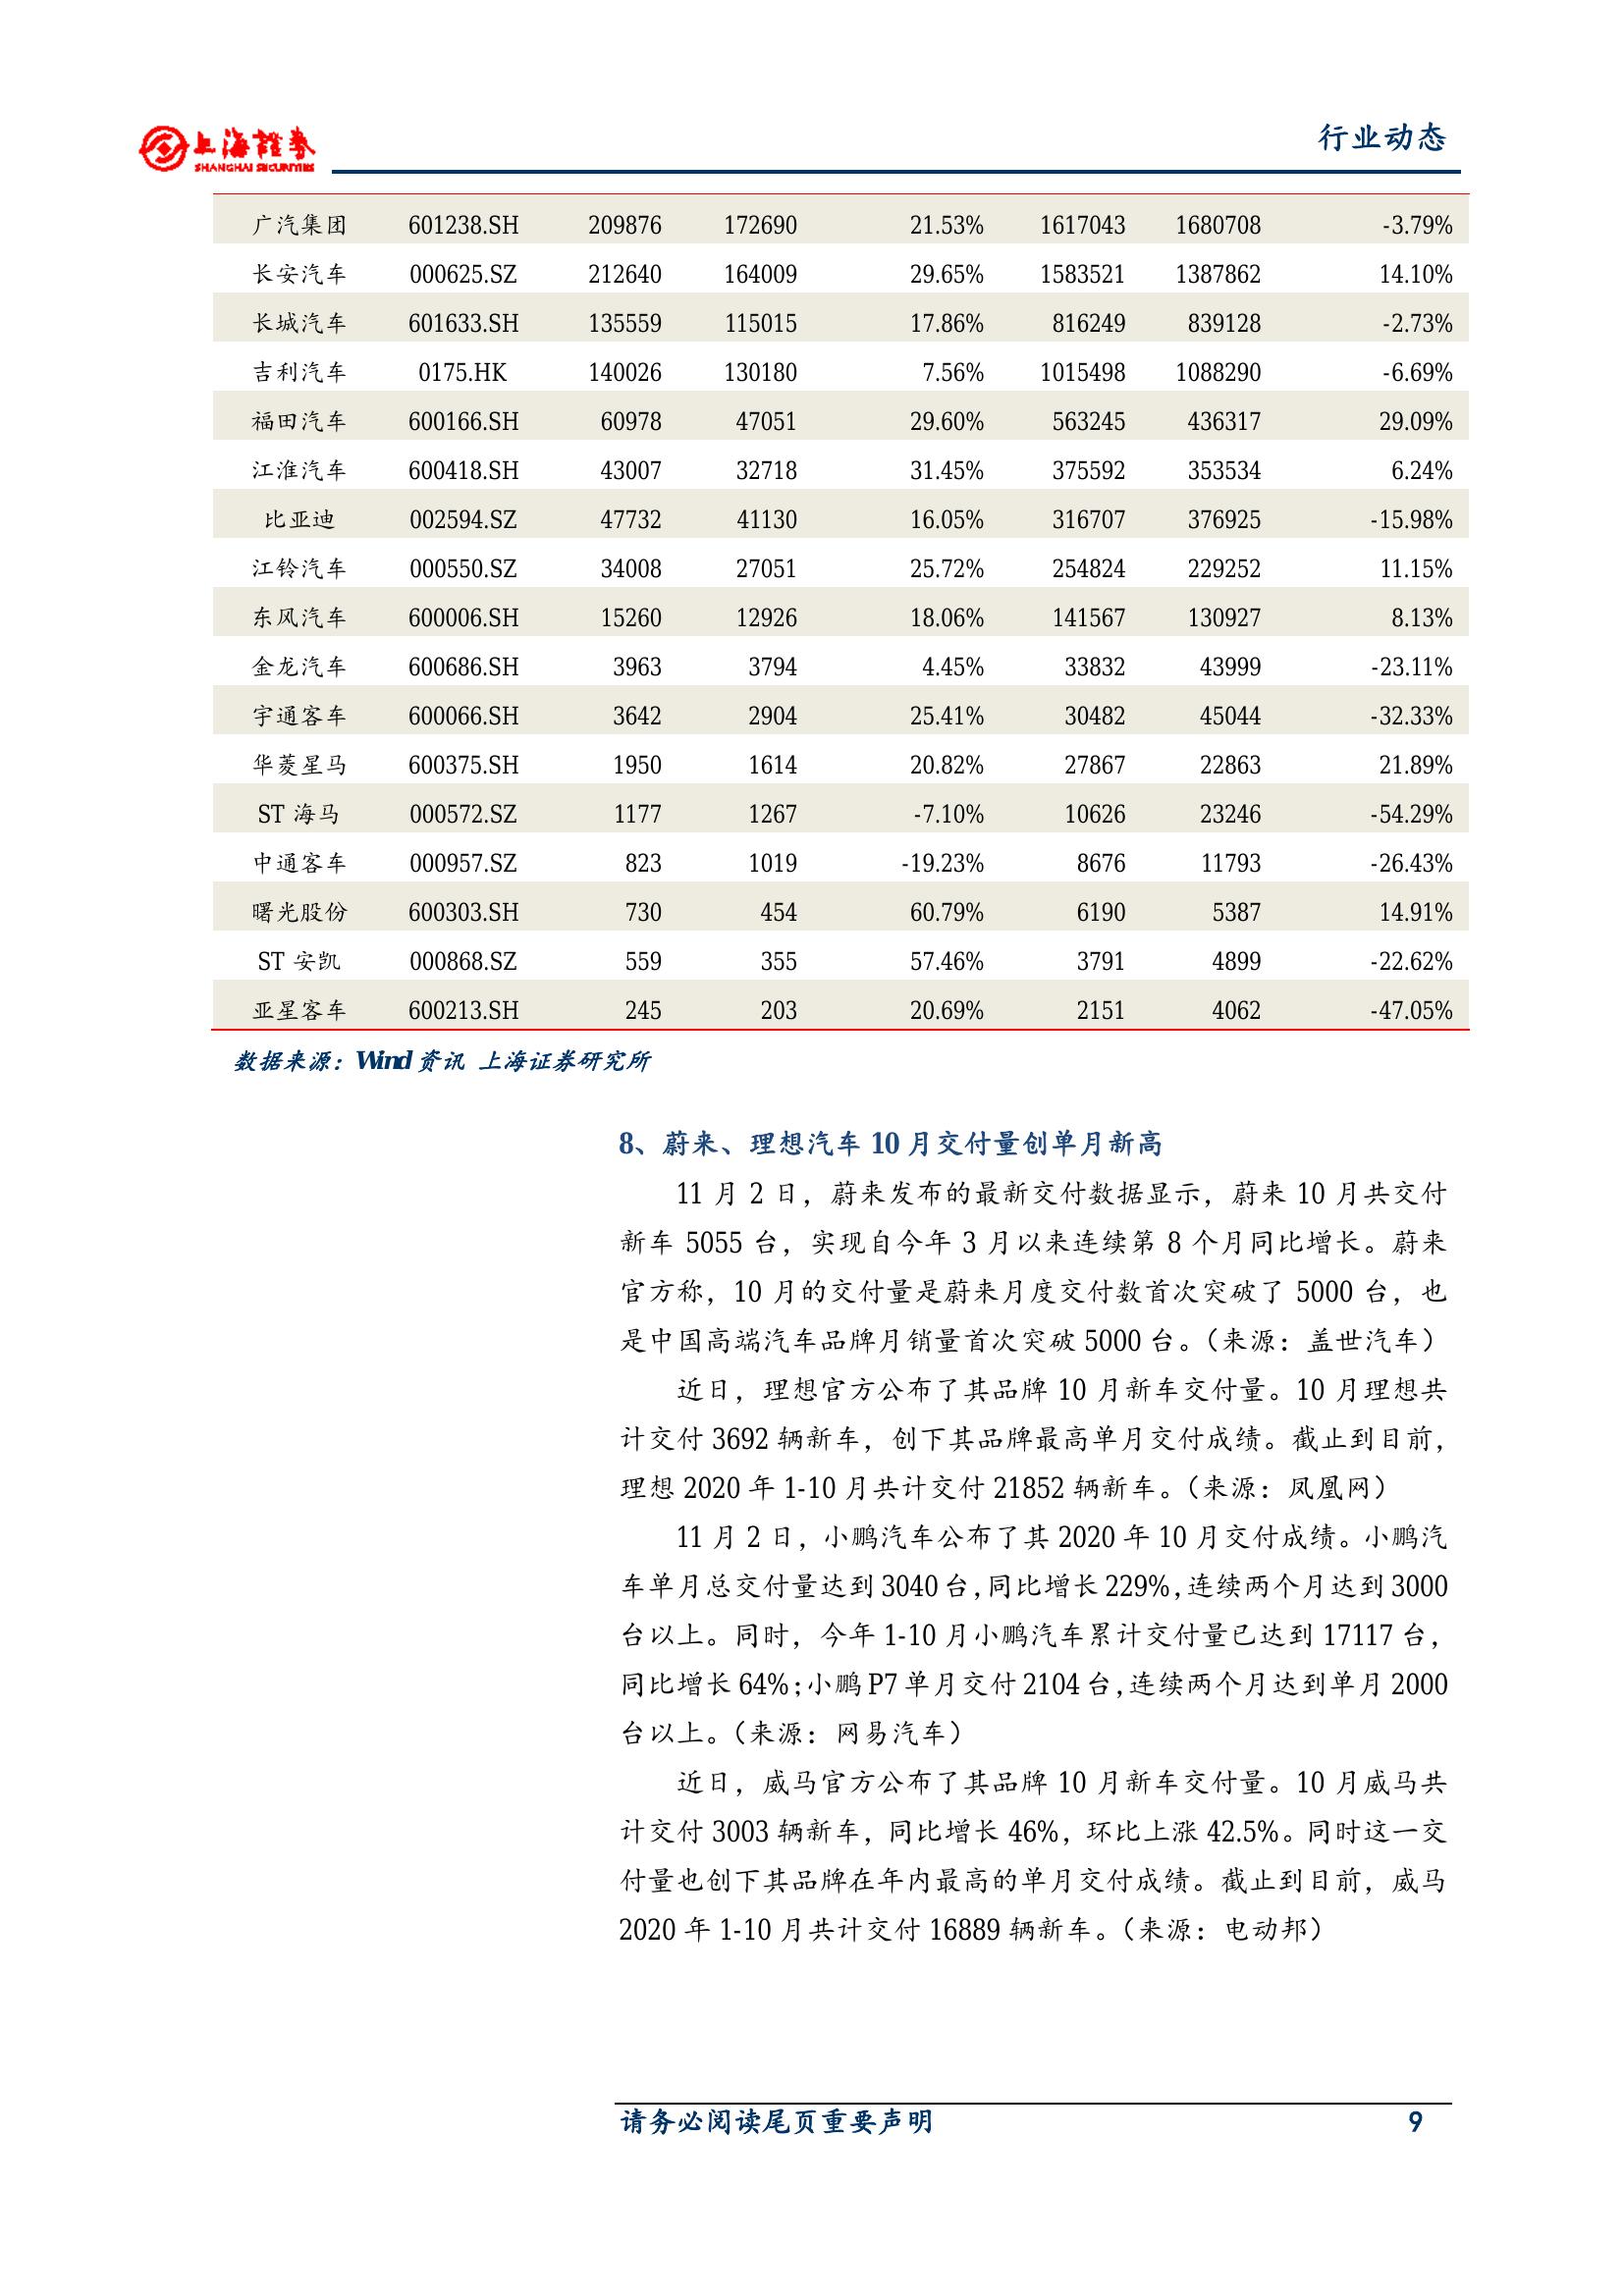 上海證券
SHANGHAI SECURITIES
行业动态
广汽集团 601238.SH 209876 172690 21.53% 1617043 1680708 -3.79%
长安汽车 000625.SZ 212640 164009 29.65% 1583521 1387862 14.10%
长城汽车 601633.SH 135559 115015 17.86% 816249 839128 -2.73%
吉利汽车 0175.HK 140026 130180 7.56% 1015498 1088290 -6.69%
福田汽车 600166.SH 60978 47051 29.60% 563245 436317 29.09%
江淮汽车 600418.SH 43007 32718 31.45% 375592 353534 6.24%
比亚迪 002594.SZ 47732 41130 16.05% 316707 376925 -15.98%
江铃汽车 000550.SZ 34008 27051 25.72% 254824 229252 11.15%
东风汽车 600006.SH 15260 12926 18.06% 141567 130927 8.13%
金龙汽车 600686.SH 3963 3794 4.45% 33832 43999 -23.11%
宇通客车 600066.SH 3642 2904 25.41% 30482 45044 -32.33%
华菱星马 600375.SH 1950 1614 20.82% 27867 22863 21.89%
ST 海马 000572.SZ 1177 1267 -7.10% 10626 23246 -54.29%
中通客车 000957.SZ 823 1019 -19.23% 8676 11793 -26.43%
曙光股份 600303.SH 730 454 60.79% 6190 5387 14.91%
ST 安凯 000868.SZ 559 355 57.46% 3791 4899 -22.62%
亚星客车 600213.SH 245 203 20.69% 2151 4062 -47.05%
数据来源：Wind 资讯 上海证券研究所
8、蔚来、理想汽车 10 月交付量创单月新高
11 月 2 日，蔚来发布的最新交付数据显示，蔚来 10 月共交付
新车 5055 台，实现自今年 3 月以来连续第 8 个月同比增长。蔚来
官方称，10 月的交付量是蔚来月度交付数首次突破了 5000 台，也
是中国高端汽车品牌月销量首次突破 5000 台。（来源：盖世汽车）
近日，理想官方公布了其品牌 10 月新车交付量。10 月理想共
计交付 3692 辆新车，创下其品牌最高单月交付成绩。截止到目前，
理想 2020 年 1-10 月共计交付 21852 辆新车。（来源：凤凰网）
11 月 2 日，小鹏汽车公布了其 2020 年 10 月交付成绩。小鹏汽
车单月总交付量达到 3040 台，同比增长 229%，连续两个月达到 3000
台以上。同时，今年 1-10 月小鹏汽车累计交付量已达到 17117 台，
同比增长 64%；小鹏 P7 单月交付 2104 台，连续两个月达到单月 2000
台以上。（来源：网易汽车）
近日，威马官方公布了其品牌 10 月新车交付量。10 月威马共
计交付 3003 辆新车，同比增长 46%，环比上涨 42.5%。同时这一交
付量也创下其品牌在年内最高的单月交付成绩。截止到目前，威马
2020 年 1-10 月共计交付 16889 辆新车。（来源：电动邦）
请务必阅读尾页重要声明 9